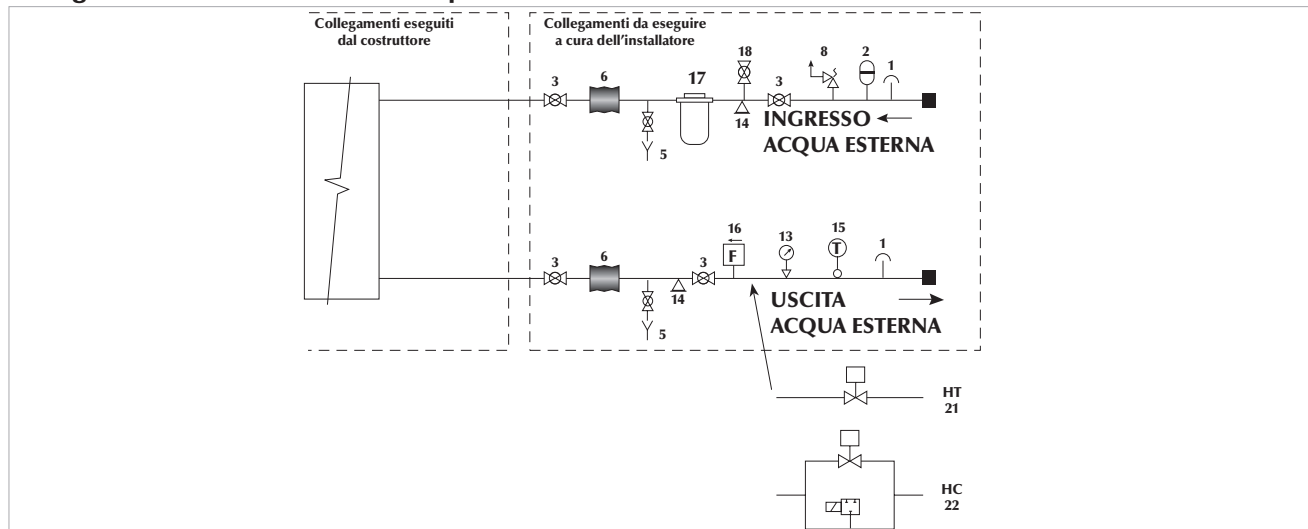 Collegamenti eseguiti
dal costruttore
Collegamenti da eseguire
a cura dell'installatore
18
8
2
1
3
6
17
3
14
INGRESSO
ACQUA ESTERNA
5
3
6
16
13
15
1
3
F
T
14
USCITA
ACQUA ESTERNA
5
HT
21
HC
22